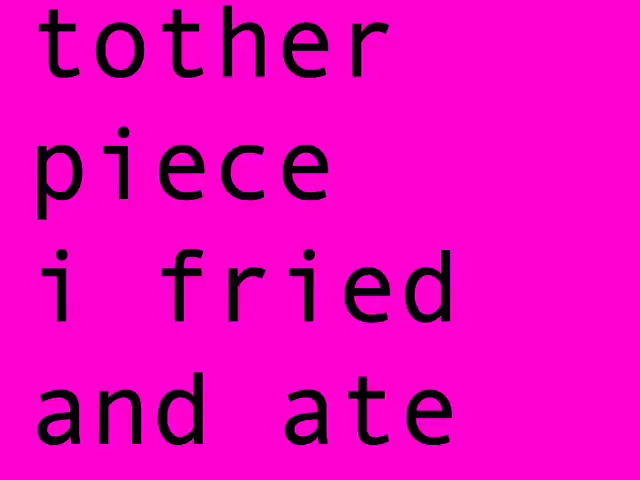 tother
piece
i fried
and ate